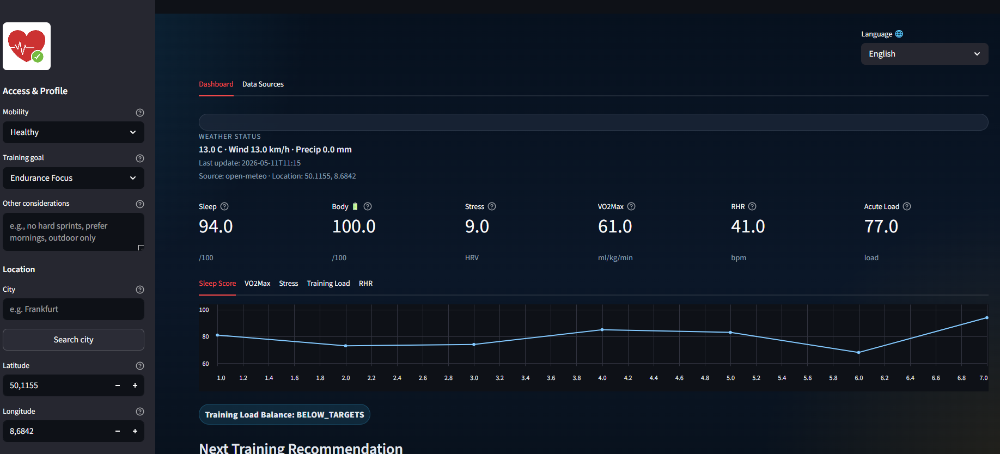 Access & Profile
Mobility
Healthy
Training goal
Endurance Focus
Other considerations
e.g., no hard sprints, prefer
mornings, outdoor only
Location
City
e.g. Frankfurt
Search city
Latitude
50,1155
Longitude
8,6842
Language
English
Dashboard Data Sources
WEATHER STATUS
13.0 C · Wind 13.0 km/h · Precip 0.0 mm
Last update: 2026-05-11T11:15
Source: open-meteo · Location: 50.1155, 8.6842
Sleep Body Stress VO2Max RHR Acute Load
94.0 100.0 9.0 61.0 41.0 77.0
/100 /100 HRV ml/kg/min bpm load
Sleep Score VO2Max Stress Training Load RHR
100
80
60
1.0 1.2 1.4 1.6 1.8 2.0 2.2 2.4 2.6 2.8 3.0 3.2 3.4 3.6 3.8 4.0 4.2 4.4 4.6 4.8 5.0 5.2 5.4 5.6 5.8 6.0 6.2 6.4 6.6 6.8 7.0
Training Load Balance: BELOW_TARGETS
Next Training Recommendation